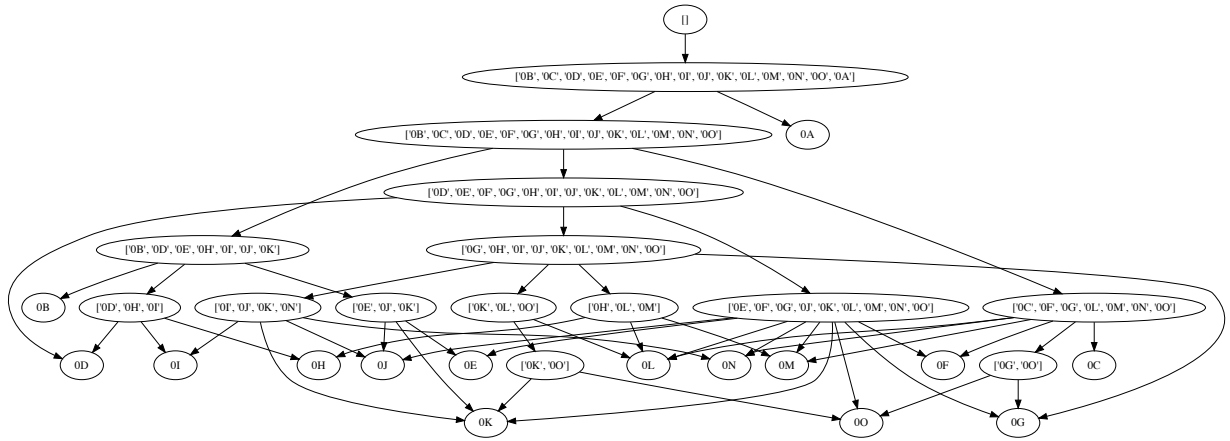 []
['0B', '0C', '0D', '0E', '0F', '0G', '0H', '0I', '0J', '0K', '0L', '0M', '0N', '0O', '0A']
['0B', '0C', '0D', '0E', '0F', '0G', '0H', '0I', '0J', '0K', '0L', '0M', '0N', '0O']
0A
['0D', '0E', '0F', '0G', '0H', '0I', '0J', '0K', '0L', '0M', '0N', '0O']
['0B', '0D', '0E', '0H', '0I', '0J', '0K']
['0G', '0H', '0I', '0J', '0K', '0L', '0M', '0N', '0O']
0B
['0D', '0H', '0I']
['0I', '0J', '0K', '0N']
['0E', '0J', '0K']
['0K', '0L', '0O']
['0H', '0L', '0M']
['0E', '0F', '0G', '0J', '0K', '0L', '0M', '0N', '0O']
['0C', '0F', '0G', '0L', '0M', '0N', '0O']
0D
0I
0H
0J
0E
['0K', '0O']
0L
0N
0M
0F
['0G', '0O']
0C
0K
0O
0G